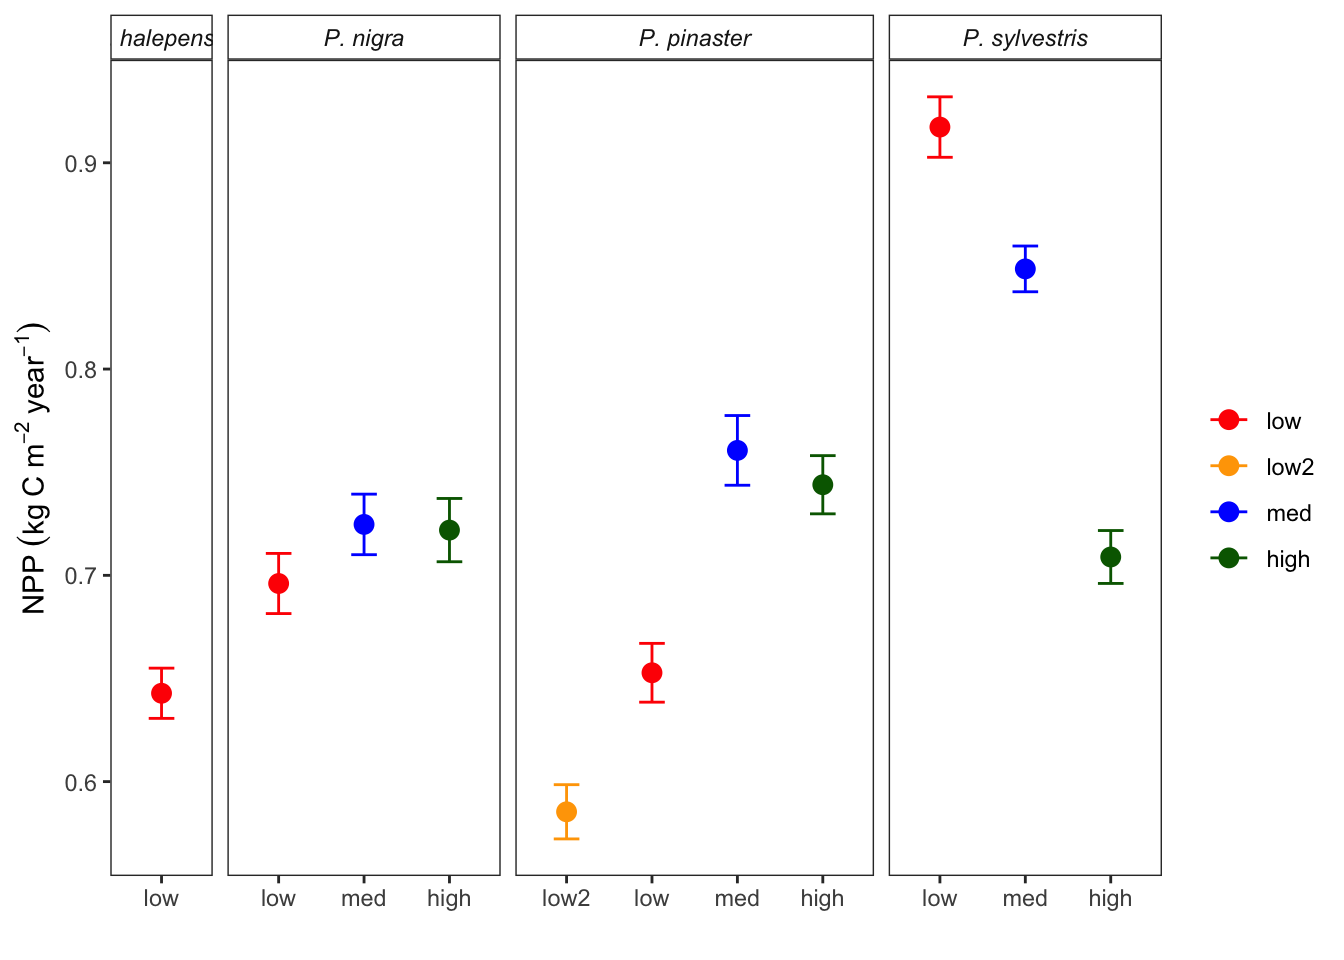 halepens
P. nigra
P. pinaster
P. sylvestris
NPP (kg C m⁻² year⁻¹)
0.9
0.8
0.7
0.6
low
low med high
low2 low med high
low med high
low
low2
med
high